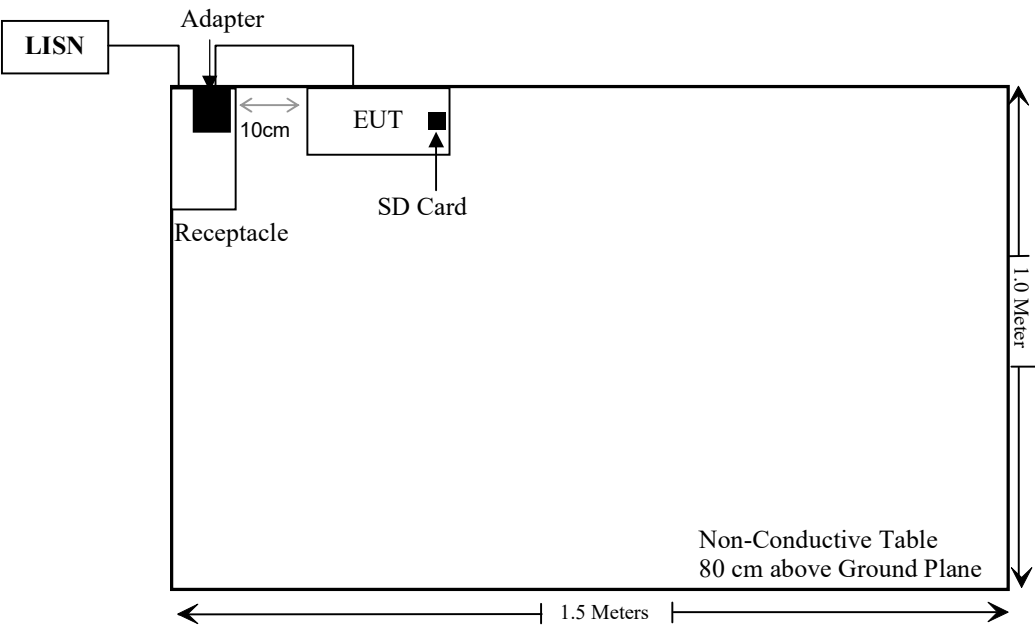 Adapter
LISN
EUT
10cm
SD Card
Receptacle
1.0 Meter
Non-Conductive Table
80 cm above Ground Plane
1.5 Meters